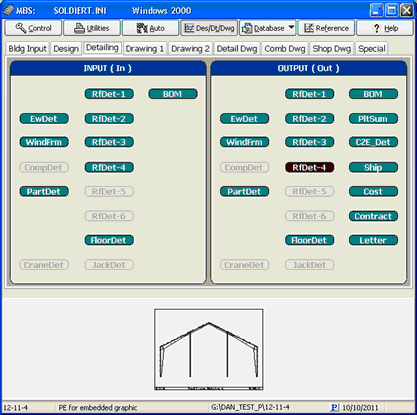 MBS: SOLDIERT.INI Windows 2000
Control Utilities Auto Des/Dt/Dwg Database Reference ? Help
Bldg Input Design Detailing Drawing 1 Drawing 2 Detail Dwg Comb Dwg Shop Dwg Special
INPUT ( In ) OUTPUT ( Out )
RfDet-1 BOM RfDet-1 BOM
EwDet RfDet-2 EwDet RfDet-2 PltSum
WindFrm RfDet-3 WindFrm RfDet-3 C2E_Det
CompDet RfDet-4 CompDet RfDet-4 Ship
PartDet RfDet-5 PartDet RfDet-5 Cost
RfDet-6 RfDet-6 Contract
FloorDet FloorDet Letter
CraneDet JackDet CraneDet JackDet
12-11-4 PE for embedded graphic G:\DAN_TEST_P\12-11-4 P 10/10/2011